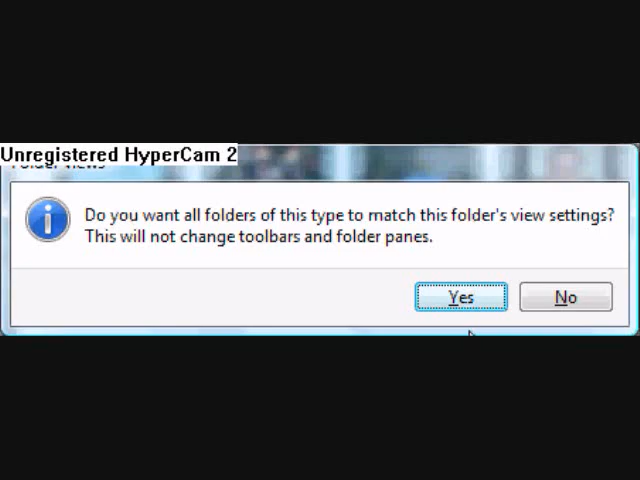 Unregistered HyperCam 2
Do you want all folders of this type to match this folder's view settings?
This will not change toolbars and folder panes.
Yes No